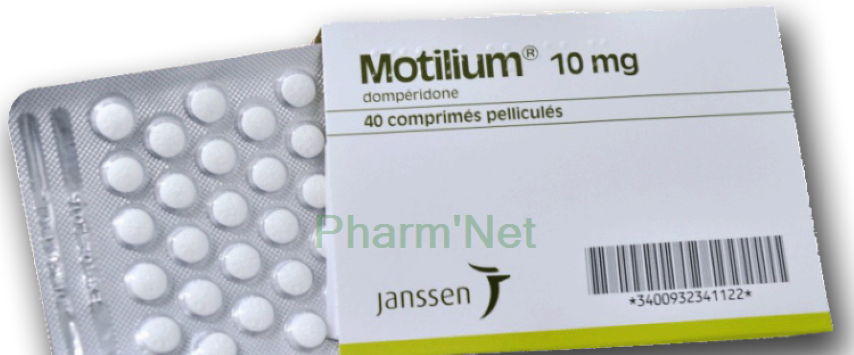 Motilium® 10 mg
dompéridone
40 comprimés pelliculés
Pharm'Net
janssen
*3400932341122*